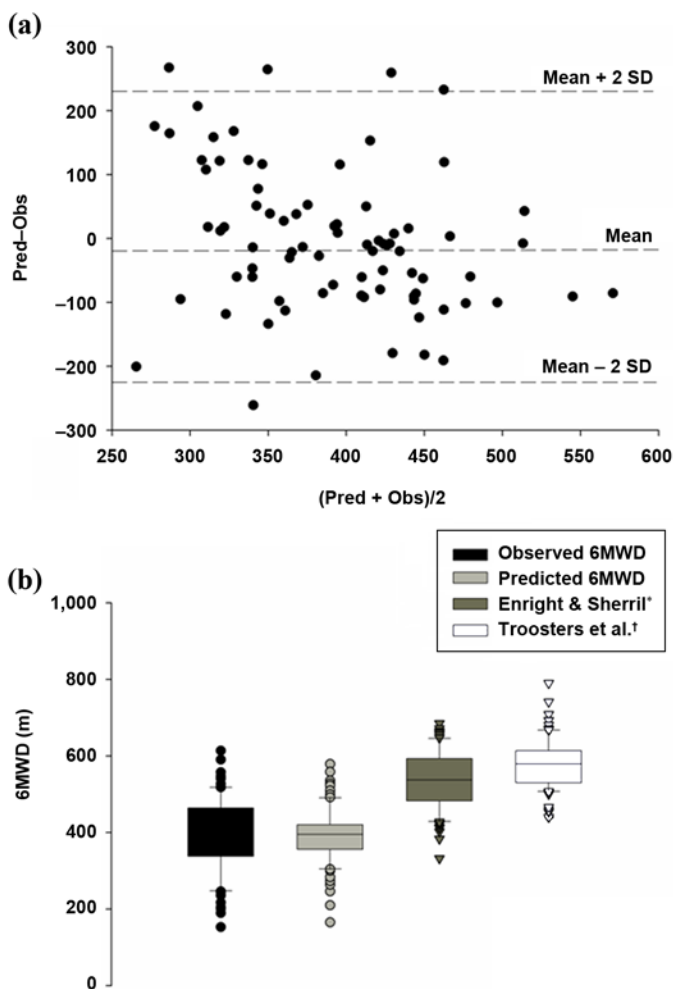 (a)
300
Mean + 2 SD
200
100
Pred–Obs
0
Mean
–100
–200
Mean – 2 SD
–300
250 300 350 400 450 500 550 600
(Pred + Obs)/2
(b)
Observed 6MWD
Predicted 6MWD
Enright & Sherril*
Troosters et al.†
1,000
800
6MWD (m)
600
400
200
0